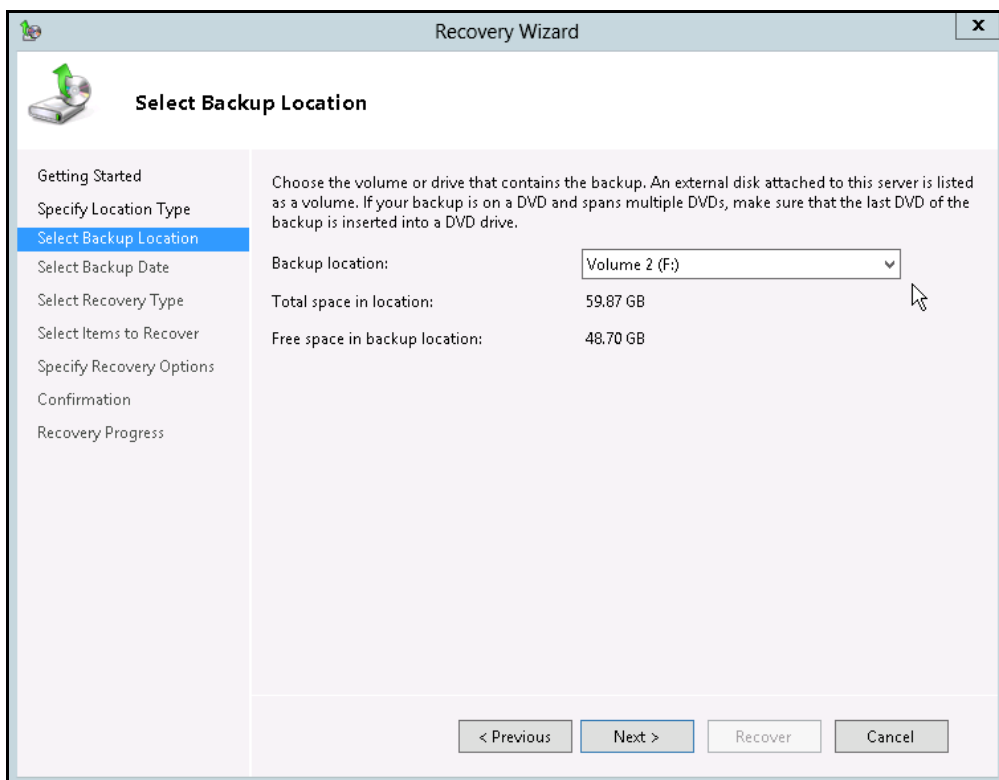 Recovery Wizard
x
Select Backup Location
Getting Started
Specify Location Type
Select Backup Location
Select Backup Date
Select Recovery Type
Select Items to Recover
Specify Recovery Options
Confirmation
Recovery Progress
Choose the volume or drive that contains the backup. An external disk attached to this server is listed
as a volume. If your backup is on a DVD and spans multiple DVDs, make sure that the last DVD of the
backup is inserted into a DVD drive.
Backup location: Volume 2 (F:)
Total space in location: 59.87 GB
Free space in backup location: 48.70 GB
< Previous Next > Recover Cancel